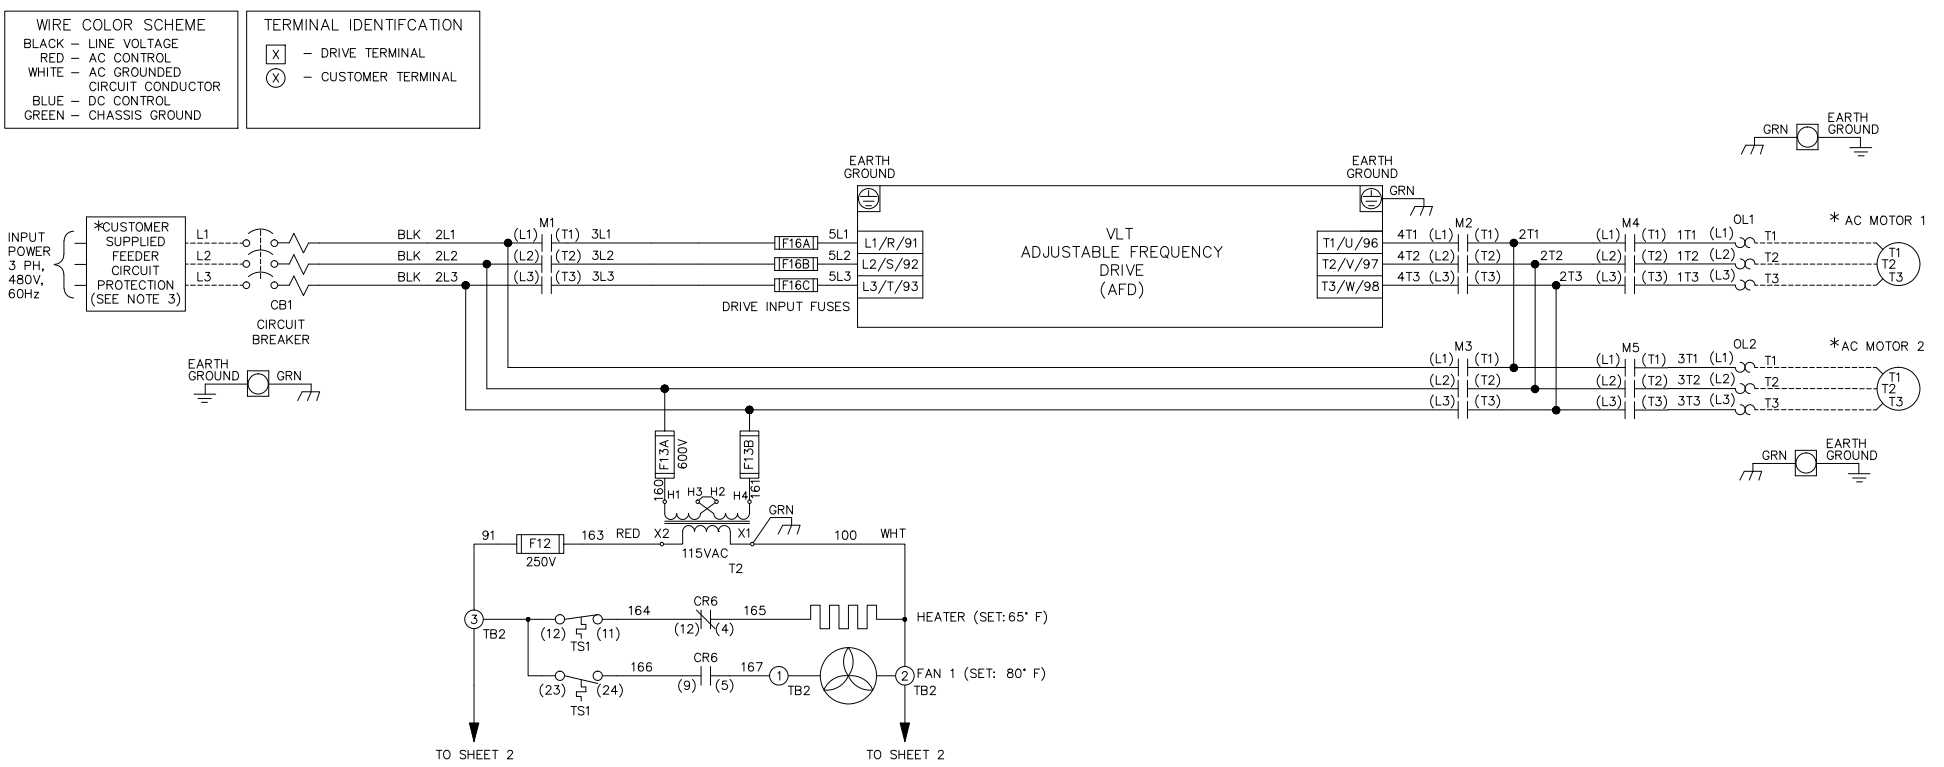 WIRE COLOR SCHEME
BLACK – LINE VOLTAGE
RED – AC CONTROL
WHITE – AC GROUNDED
CIRCUIT CONDUCTOR
BLUE – DC CONTROL
GREEN – CHASSIS GROUND
TERMINAL IDENTIFCATION
X – DRIVE TERMINAL
X – CUSTOMER TERMINAL
GRN
EARTH
GROUND
EARTH
GROUND
EARTH
GROUND
GRN
INPUT
POWER
3 PH,
480V,
60Hz
*CUSTOMER
SUPPLIED
FEEDER
CIRCUIT
PROTECTION
(SEE NOTE 3)
L1
L2
L3
CB1
CIRCUIT
BREAKER
BLK 2L1
BLK 2L2
BLK 2L3
M1
(L1) (T1) 3L1
(L2) (T2) 3L2
(L3) (T3) 3L3
F16A 5L1
F16B 5L2
F16C 5L3
DRIVE INPUT FUSES
L1/R/91
L2/S/92
L3/T/93
VLT
ADJUSTABLE FREQUENCY
DRIVE
(AFD)
T1/U/96
T2/V/97
T3/W/98
M2
4T1 (L1) (T1) 2T1
4T2 (L2) (T2) 2T2
4T3 (L3) (T3) 2T3
M4
(L1) (T1) 1T1 (L1)
(L2) (T2) 1T2 (L2)
(L3) (T3) 1T3 (L3)
OL1
T1
T2
T3
* AC MOTOR 1
T1
T2
T3
EARTH
GROUND
GRN
M3
(L1) (T1)
(L2) (T2)
(L3) (T3)
M5
(L1) (T1) 3T1 (L1)
(L2) (T2) 3T2 (L2)
(L3) (T3) 3T3 (L3)
OL2
T1
T2
T3
*AC MOTOR 2
T1
T2
T3
GRN
EARTH
GROUND
F13A
600V
F13B
160
161
H1 H3 H2 H4
GRN
91
F12
250V
163 RED X2
115VAC
X1
T2
100 WHT
3
TB2
(12) (11)
TS1
164
CR6
(12) (4)
165
HEATER (SET:65° F)
(23) (24)
TS1
166
CR6
(9) (5)
167
1
TB2
2
TB2
FAN 1 (SET: 80° F)
TO SHEET 2
TO SHEET 2